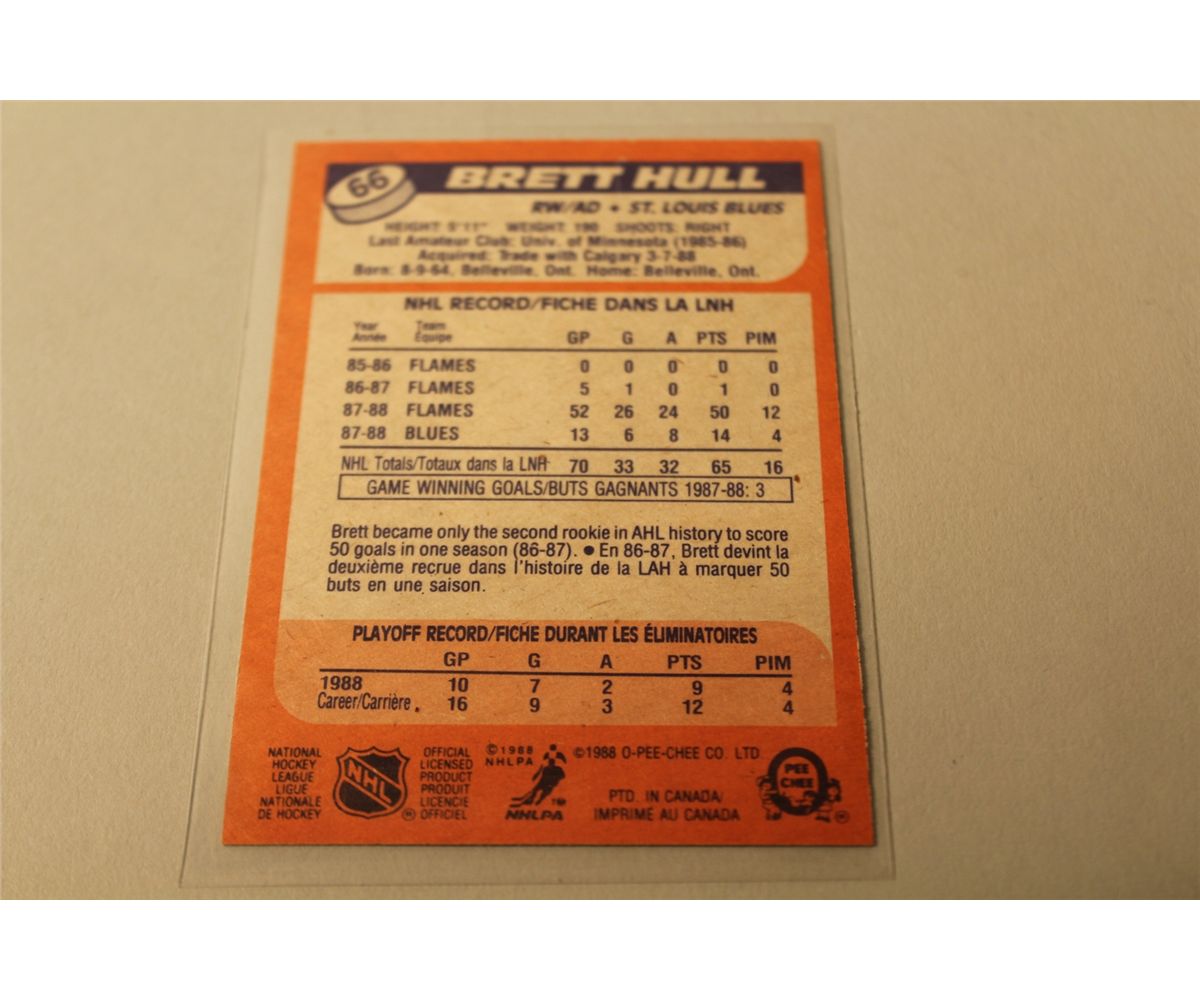 66 BRETT HULL
RW/AD • ST. LOUIS BLUES
HEIGHT: 5'11" WEIGHT: 190 SHOOTS: RIGHT
Last Amateur Club: Univ. of Minnesota (1985-86)
Acquired: Trade with Calgary 3-7-88
Born: 8-9-64, Belleville, Ont. Home: Belleville, Ont.
NHL RECORD/FICHE DANS LA LNH
Year Team
Année Équipe GP G A PTS PIM
85-86 FLAMES 0 0 0 0 0
86-87 FLAMES 5 1 0 1 0
87-88 FLAMES 52 26 24 50 12
87-88 BLUES 13 6 8 14 4
NHL Totals/Totaux dans la LNH 70 33 32 65 16
GAME WINNING GOALS/BUTS GAGNANTS 1987-88: 3
Brett became only the second rookie in AHL history to score
50 goals in one season (86-87). ● En 86-87, Brett devint la
deuxième recrue dans l'histoire de la LAH à marquer 50
buts en une saison.
PLAYOFF RECORD/FICHE DURANT LES ÉLIMINATOIRES
GP G A PTS PIM
1988 10 7 2 9 4
Career/Carrière 16 9 3 12 4
NATIONAL
HOCKEY
LEAGUE
LIGUE
NATIONALE
DE HOCKEY
NHL
®
OFFICIAL
LICENSED
PRODUCT
PRODUIT
LICENCIE
OFFICIEL
©1988
NHLPA
TM
NHLPA
©1988 O-PEE-CHEE CO. LTD.
PTD. IN CANADA/
IMPRIMÉ AU CANADA
PEE
CHEE